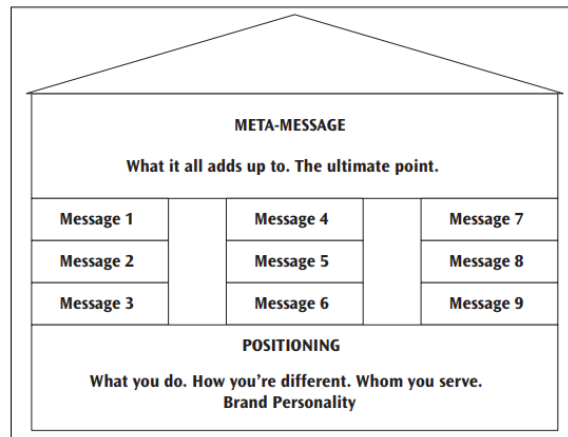 META-MESSAGE
What it all adds up to. The ultimate point.
Message 1
Message 4
Message 7
Message 2
Message 5
Message 8
Message 3
Message 6
Message 9
POSITIONING
What you do. How you're different. Whom you serve.
Brand Personality